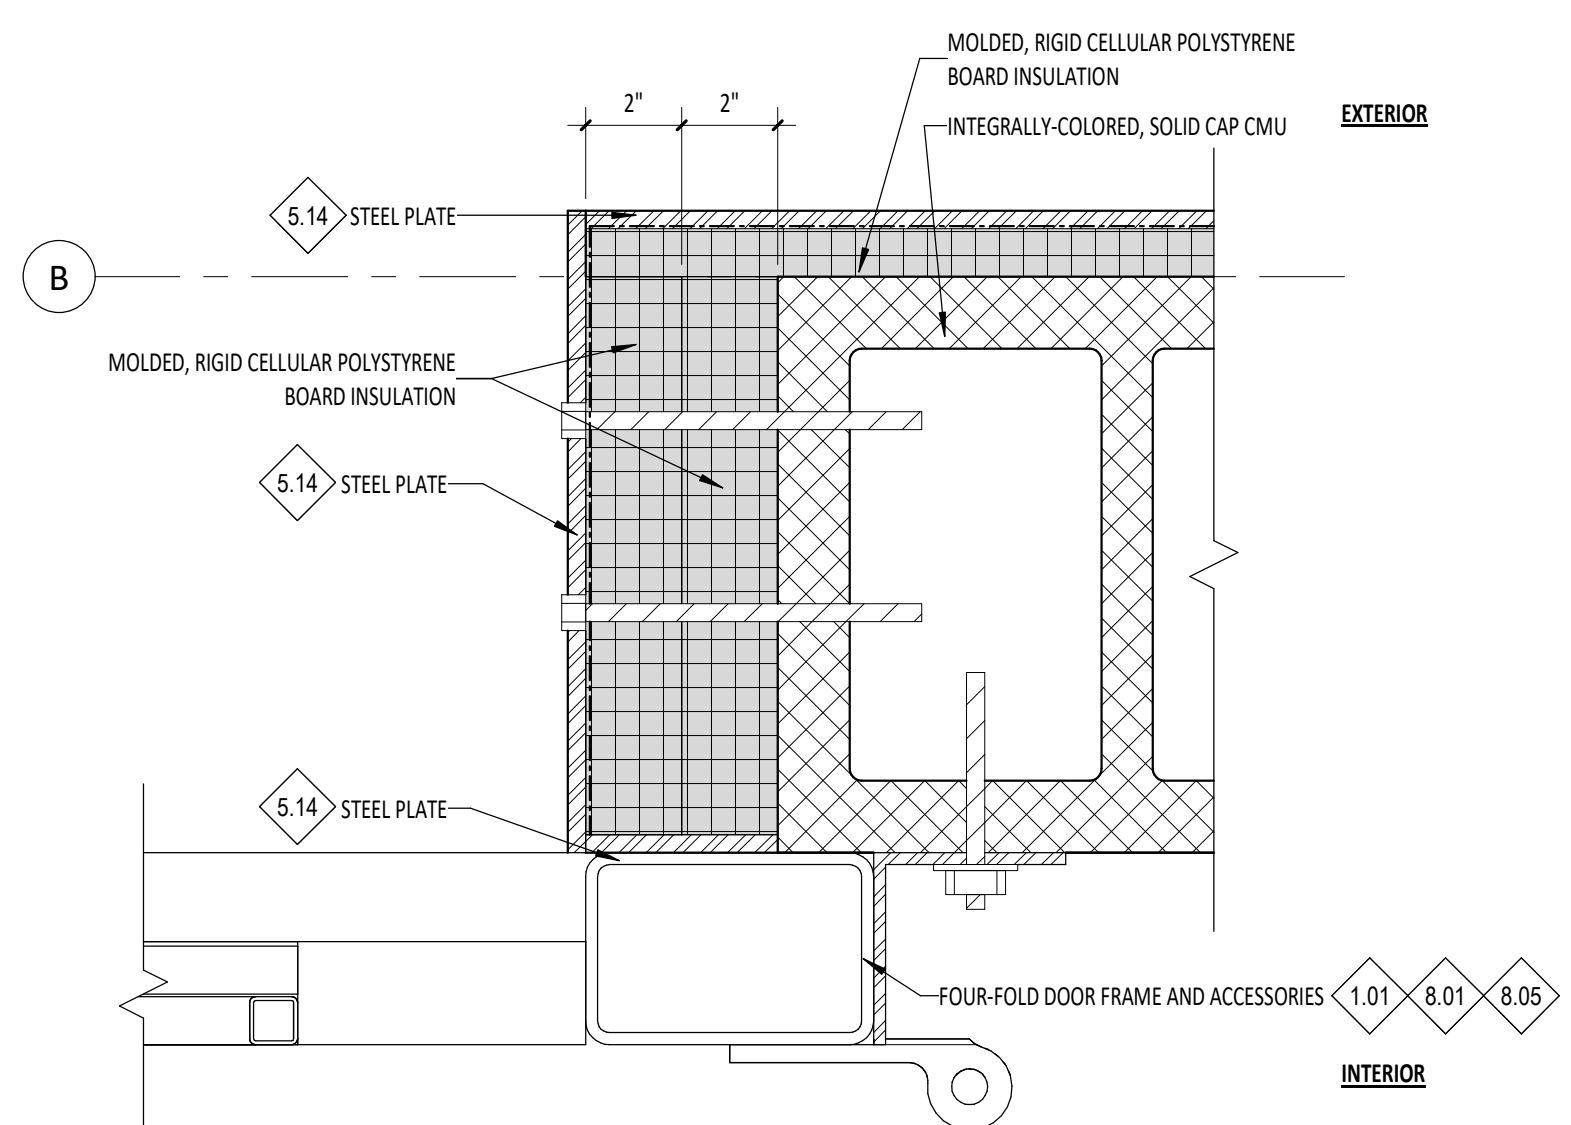 MOLDED, RIGID CELLULAR POLYSTYRENE
BOARD INSULATION
2" 2"
EXTERIOR
INTEGRALLY-COLORED, SOLID CAP CMU
5.14 STEEL PLATE
B
MOLDED, RIGID CELLULAR POLYSTYRENE
BOARD INSULATION
5.14 STEEL PLATE
5.14 STEEL PLATE
FOUR-FOLD DOOR FRAME AND ACCESSORIES 1.01 8.01 8.05
INTERIOR